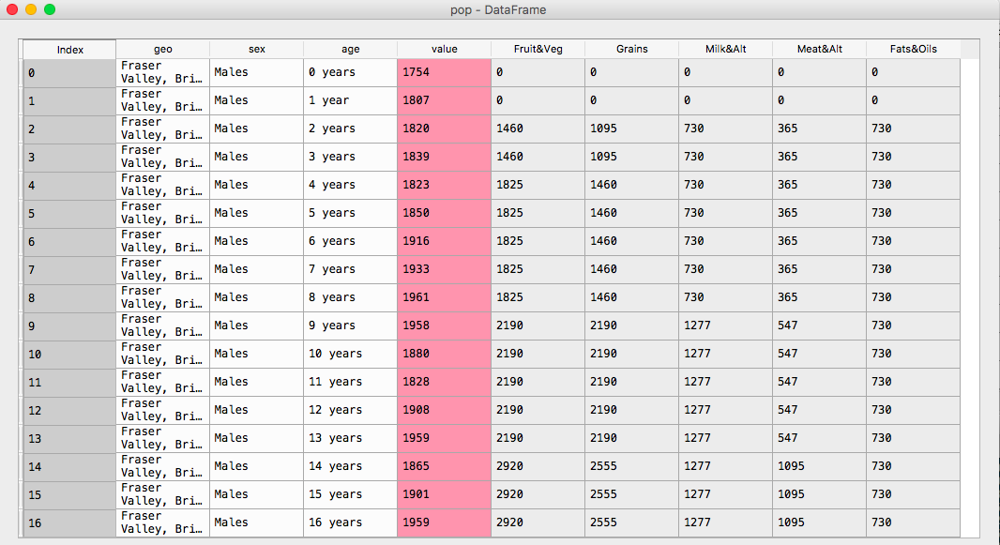 pop - DataFrame
Index geo sex age value Fruit&Veg Grains Milk&Alt Meat&Alt Fats&Oils
0 Fraser Valley, Bri… Males 0 years 1754 0 0 0 0 0
1 Fraser Valley, Bri… Males 1 year 1807 0 0 0 0 0
2 Fraser Valley, Bri… Males 2 years 1820 1460 1095 730 365 730
3 Fraser Valley, Bri… Males 3 years 1839 1460 1095 730 365 730
4 Fraser Valley, Bri… Males 4 years 1823 1825 1460 730 365 730
5 Fraser Valley, Bri… Males 5 years 1850 1825 1460 730 365 730
6 Fraser Valley, Bri… Males 6 years 1916 1825 1460 730 365 730
7 Fraser Valley, Bri… Males 7 years 1933 1825 1460 730 365 730
8 Fraser Valley, Bri… Males 8 years 1961 1825 1460 730 365 730
9 Fraser Valley, Bri… Males 9 years 1958 2190 2190 1277 547 730
10 Fraser Valley, Bri… Males 10 years 1880 2190 2190 1277 547 730
11 Fraser Valley, Bri… Males 11 years 1828 2190 2190 1277 547 730
12 Fraser Valley, Bri… Males 12 years 1908 2190 2190 1277 547 730
13 Fraser Valley, Bri… Males 13 years 1959 2190 2190 1277 547 730
14 Fraser Valley, Bri… Males 14 years 1865 2920 2555 1277 1095 730
15 Fraser Valley, Bri… Males 15 years 1901 2920 2555 1277 1095 730
16 Fraser Valley, Bri… Males 16 years 1959 2920 2555 1277 1095 730